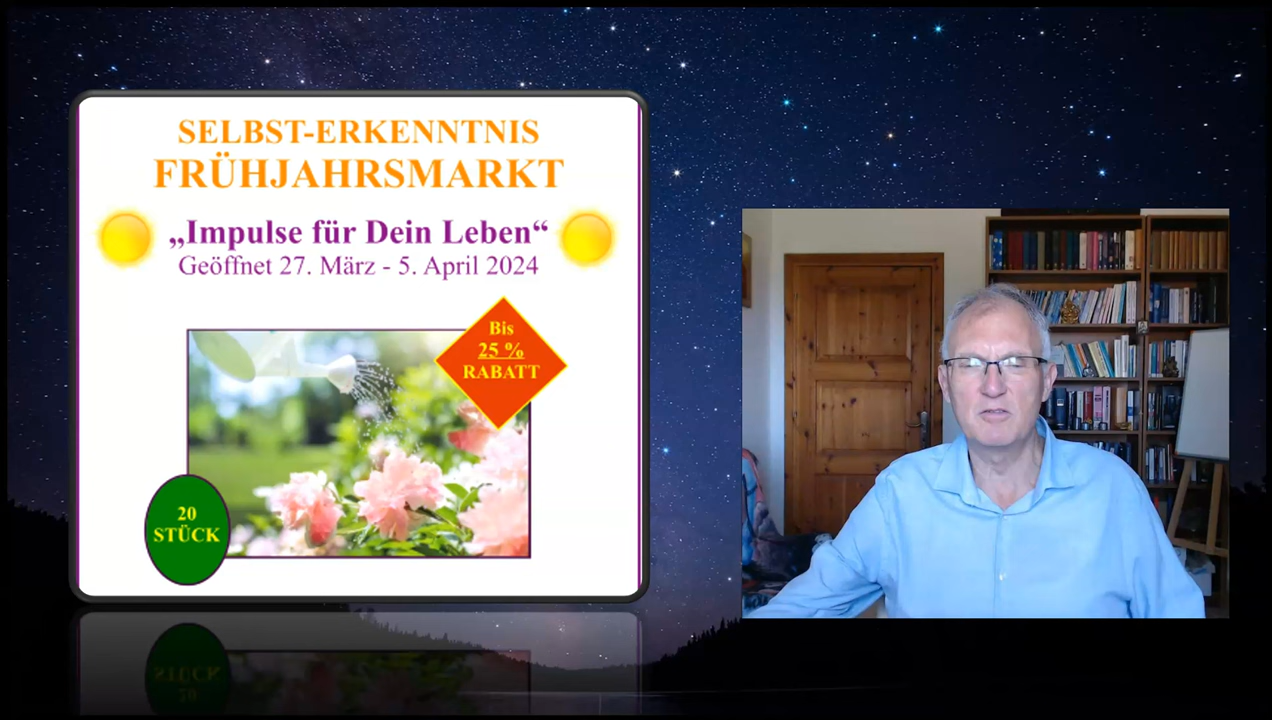 SELBST-ERKENNTNIS
FRÜHJAHRSMARKT
„Impulse für Dein Leben“
Geöffnet 27. März - 5. April 2024
Bis
25 %
RABATT
20
STÜCK